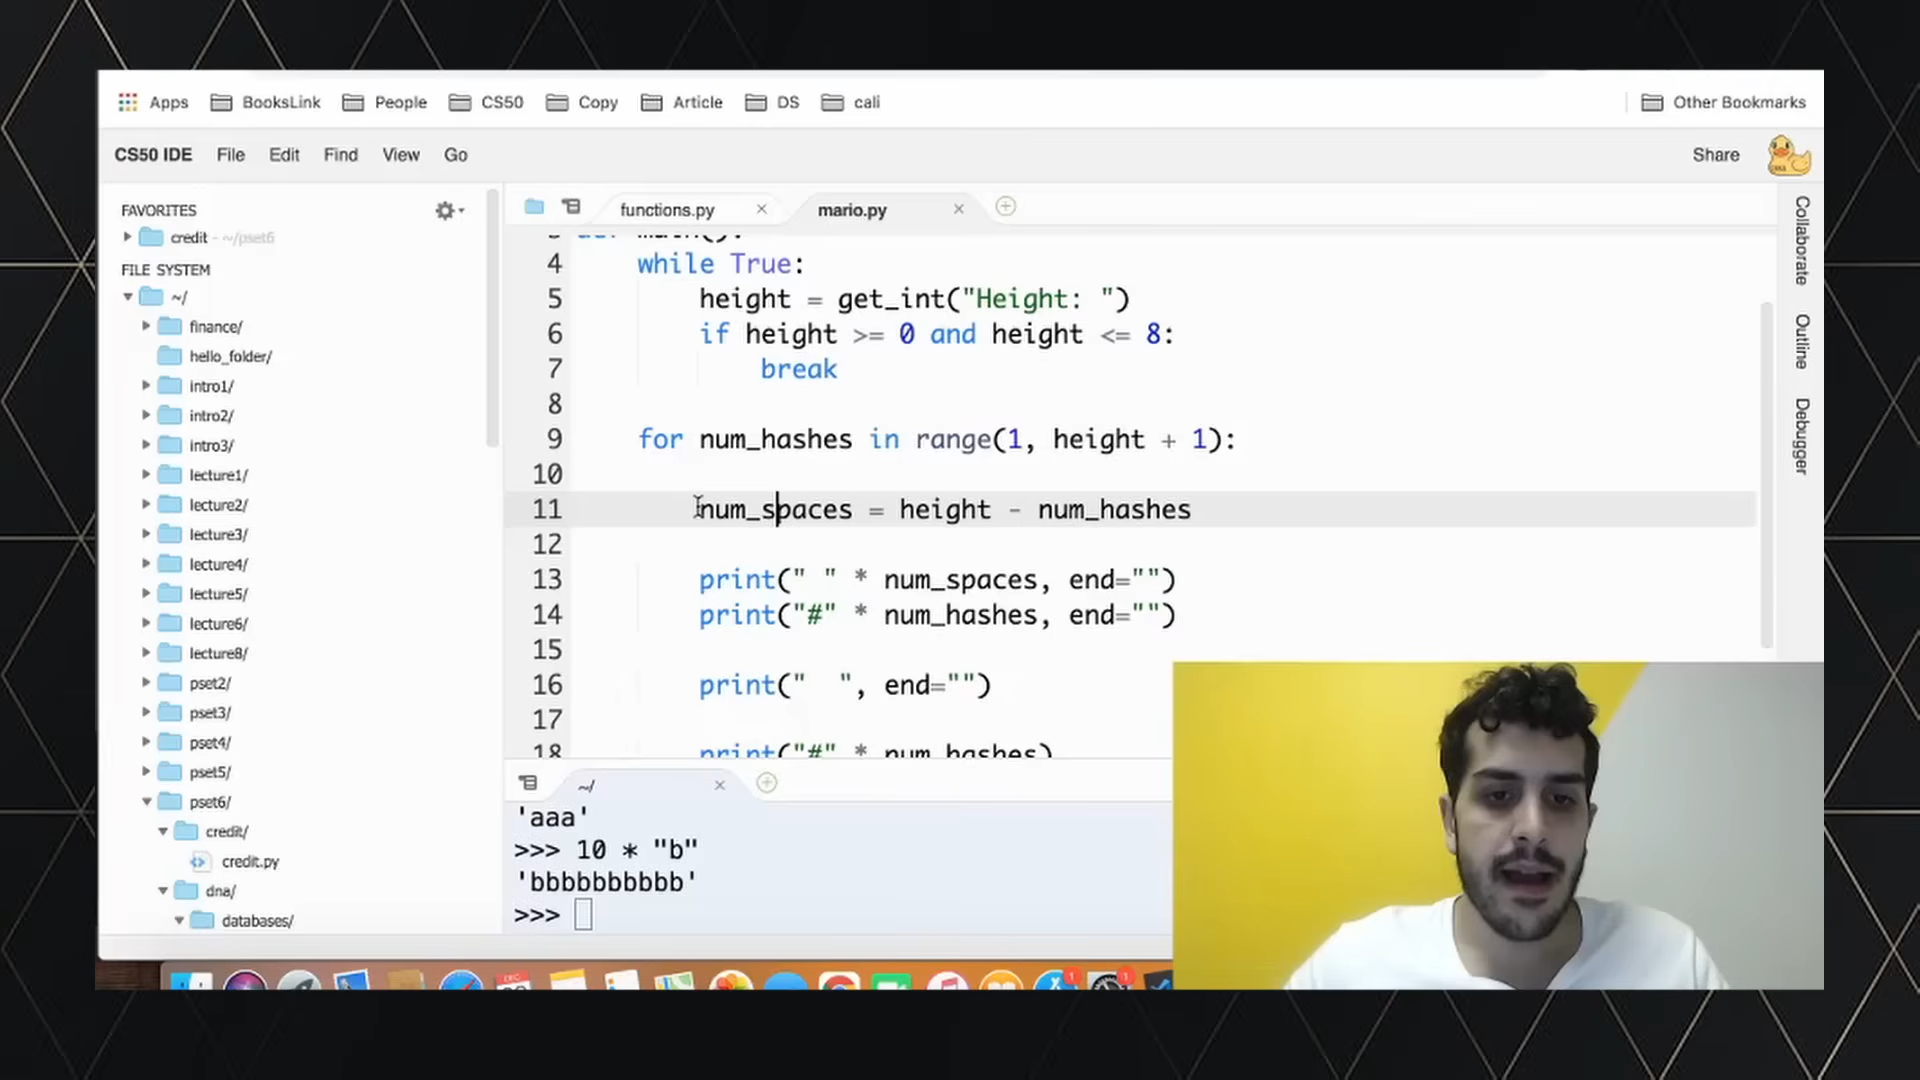 Apps BooksLink People CS50 Copy Article DS cali Other Bookmarks
CS50 IDE File Edit Find View Go Share
FAVORITES
credit - ~/pset6
FILE SYSTEM
~/
finance/
hello_folder/
intro1/
intro2/
intro3/
lecture1/
lecture2/
lecture3/
lecture4/
lecture5/
lecture6/
lecture8/
pset2/
pset3/
pset4/
pset5/
pset6/
credit/
credit.py
dna/
databases/
functions.py mario.py
4 while True:
5 height = get_int("Height: ")
6 if height >= 0 and height <= 8:
7 break
8
9 for num_hashes in range(1, height + 1):
10
11 num_spaces = height - num_hashes
12
13 print(" " * num_spaces, end="")
14 print("#" * num_hashes, end="")
15
16 print("  ", end="")
17
18 print("#" * num_hashes)
~/
'aaa'
>>> 10 * "b"
'bbbbbbbbbb'
>>>
Collaborate
Outline
Debugger